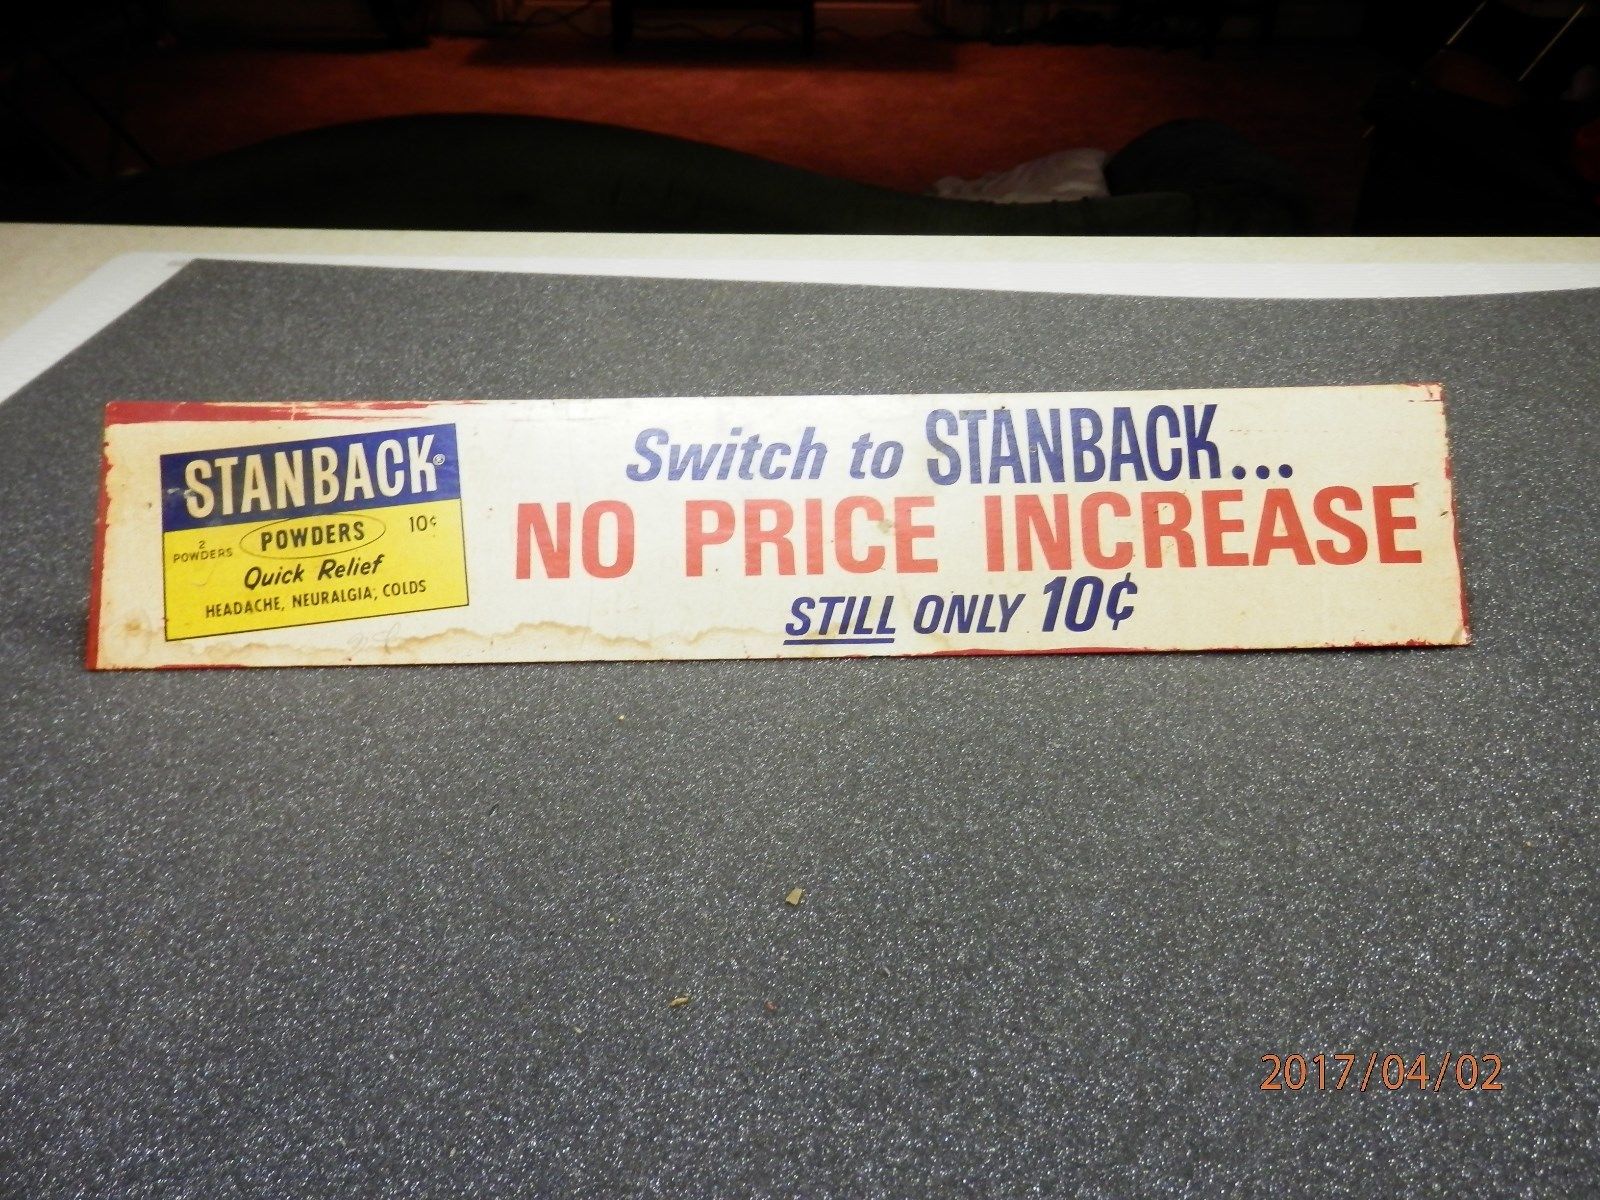 STANBACK®
2 POWDERS
POWDERS
10¢
Quick Relief
HEADACHE, NEURALGIA, COLDS
Switch to STANBACK...
NO PRICE INCREASE
STILL ONLY 10¢
2017/04/02